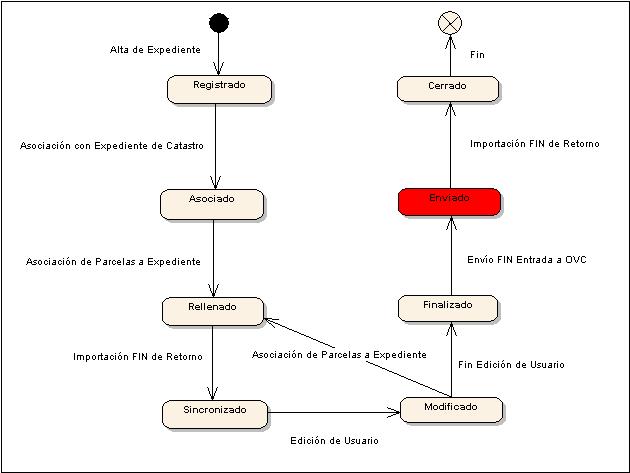 Alta de Expediente
Registrado
Asociación con Expediente de Catastro
Asociado
Asociación de Parcelas a Expediente
Rellenado
Importación FIN de Retorno
Sincronizado
Edición de Usuario
Modificado
Asociación de Parcelas a Expediente
Fin Edición de Usuario
Finalizado
Envío FIN Entrada a OVC
Enviado
Importación FIN de Retorno
Cerrado
Fin